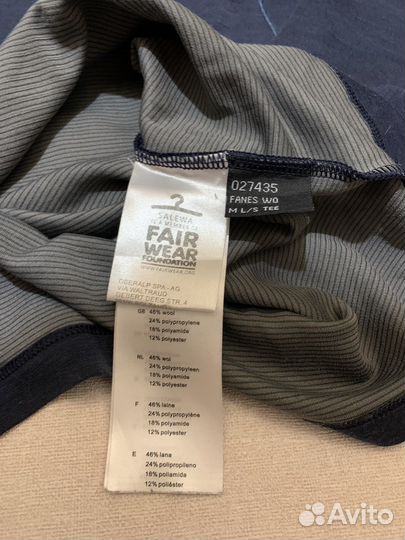 SALEWA
IS A MEMBER OF
FAIR
WEAR
FOUNDATION
WWW.FAIRWEAR.ORG
OBERALP SPA-AG
VIA WALTRAUD
GEBERT DEEG STR. 4
027435
FANES WO
M L/S TEE
GB 46% wool
24% polypropylene
18% polyamide
12% polyester
NL 46% wol
24% polypropyleen
18% polyamide
12% polyester
F 46% laine
24% polypropylène
18% polyamide
12% polyester
E 46% lana
24% polipropileno
18% poliamida
12% poliéster
Avito